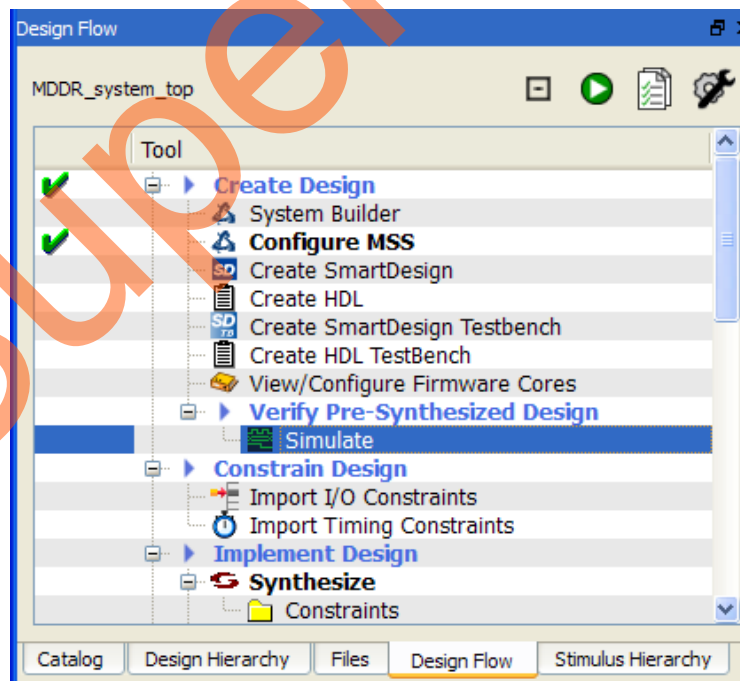 Design Flow
MDDR_system_top
Tool
Create Design
System Builder
Configure MSS
SD Create SmartDesign
Create HDL
Create SmartDesign Testbench
Create HDL TestBench
View/Configure Firmware Cores
Verify Pre-Synthesized Design
Simulate
Constrain Design
Import I/O Constraints
Import Timing Constraints
Implement Design
Synthesize
Constraints
Catalog Design Hierarchy Files Design Flow Stimulus Hierarchy